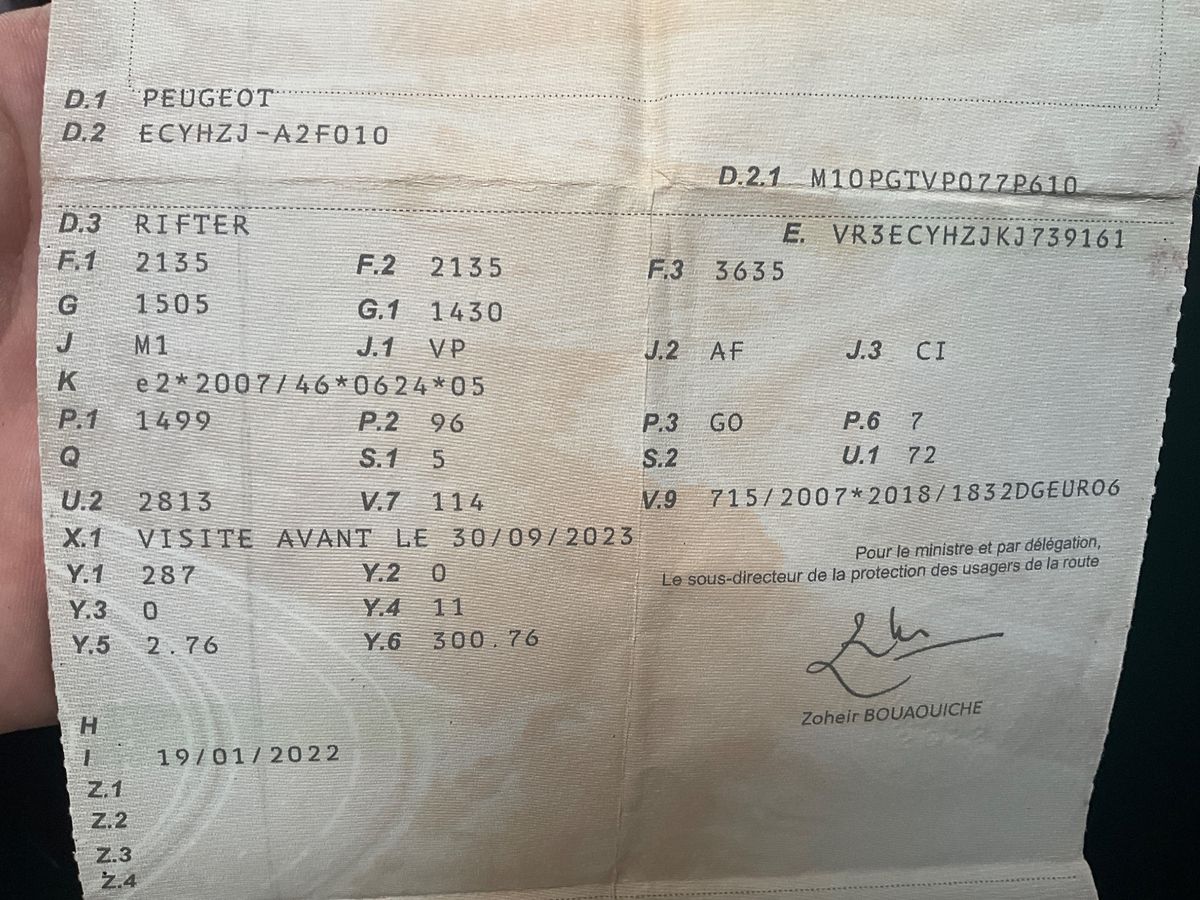 D.1 PEUGEOT
D.2 ECYHZJ-A2F010
D.2.1 M10PGTVP077P610
D.3 RIFTER
E. VR3ECYHZJKJ739161
F.1 2135 F.2 2135 F.3 3635
G 1505 G.1 1430
J M1 J.1 VP J.2 AF J.3 CI
K e2*2007/46*0624*05
P.1 1499 P.2 96 P.3 GO P.6 7
Q S.1 5 S.2 U.1 72
U.2 2813 V.7 114 V.9 715/2007*2018/1832DGEURO6
X.1 VISITE AVANT LE 30/09/2023
Pour le ministre et par délégation,
Le sous-directeur de la protection des usagers de la route
Y.1 287 Y.2 0
Y.3 0 Y.4 11
Y.5 2.76 Y.6 300.76
Zoheir BOUAOUICHE
H
I 19/01/2022
Z.1
Z.2
Z.3
Z.4